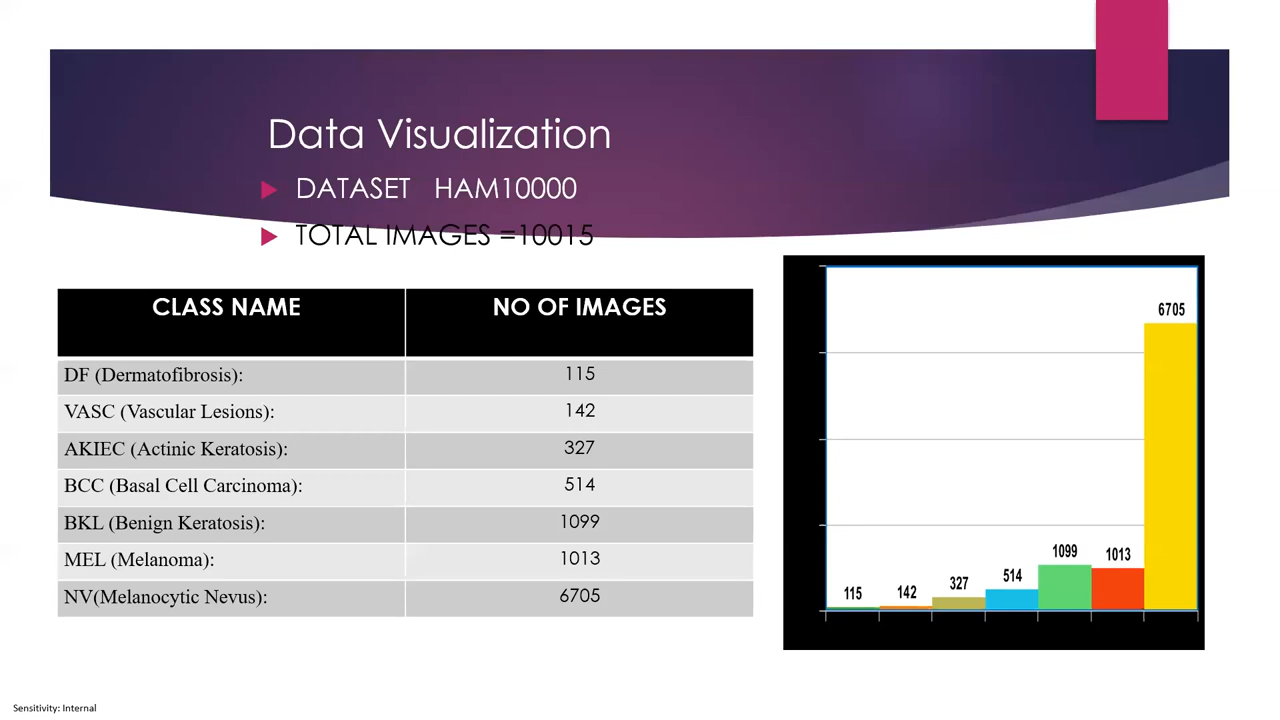 Data Visualization
DATASET HAM10000
TOTAL IMAGES =10015
CLASS NAME NO OF IMAGES
DF (Dermatofibrosis): 115
VASC (Vascular Lesions): 142
AKIEC (Actinic Keratosis): 327
BCC (Basal Cell Carcinoma): 514
BKL (Benign Keratosis): 1099
MEL (Melanoma): 1013
NV(Melanocytic Nevus): 6705
115 142 327 514 1099 1013 6705
Sensitivity: Internal